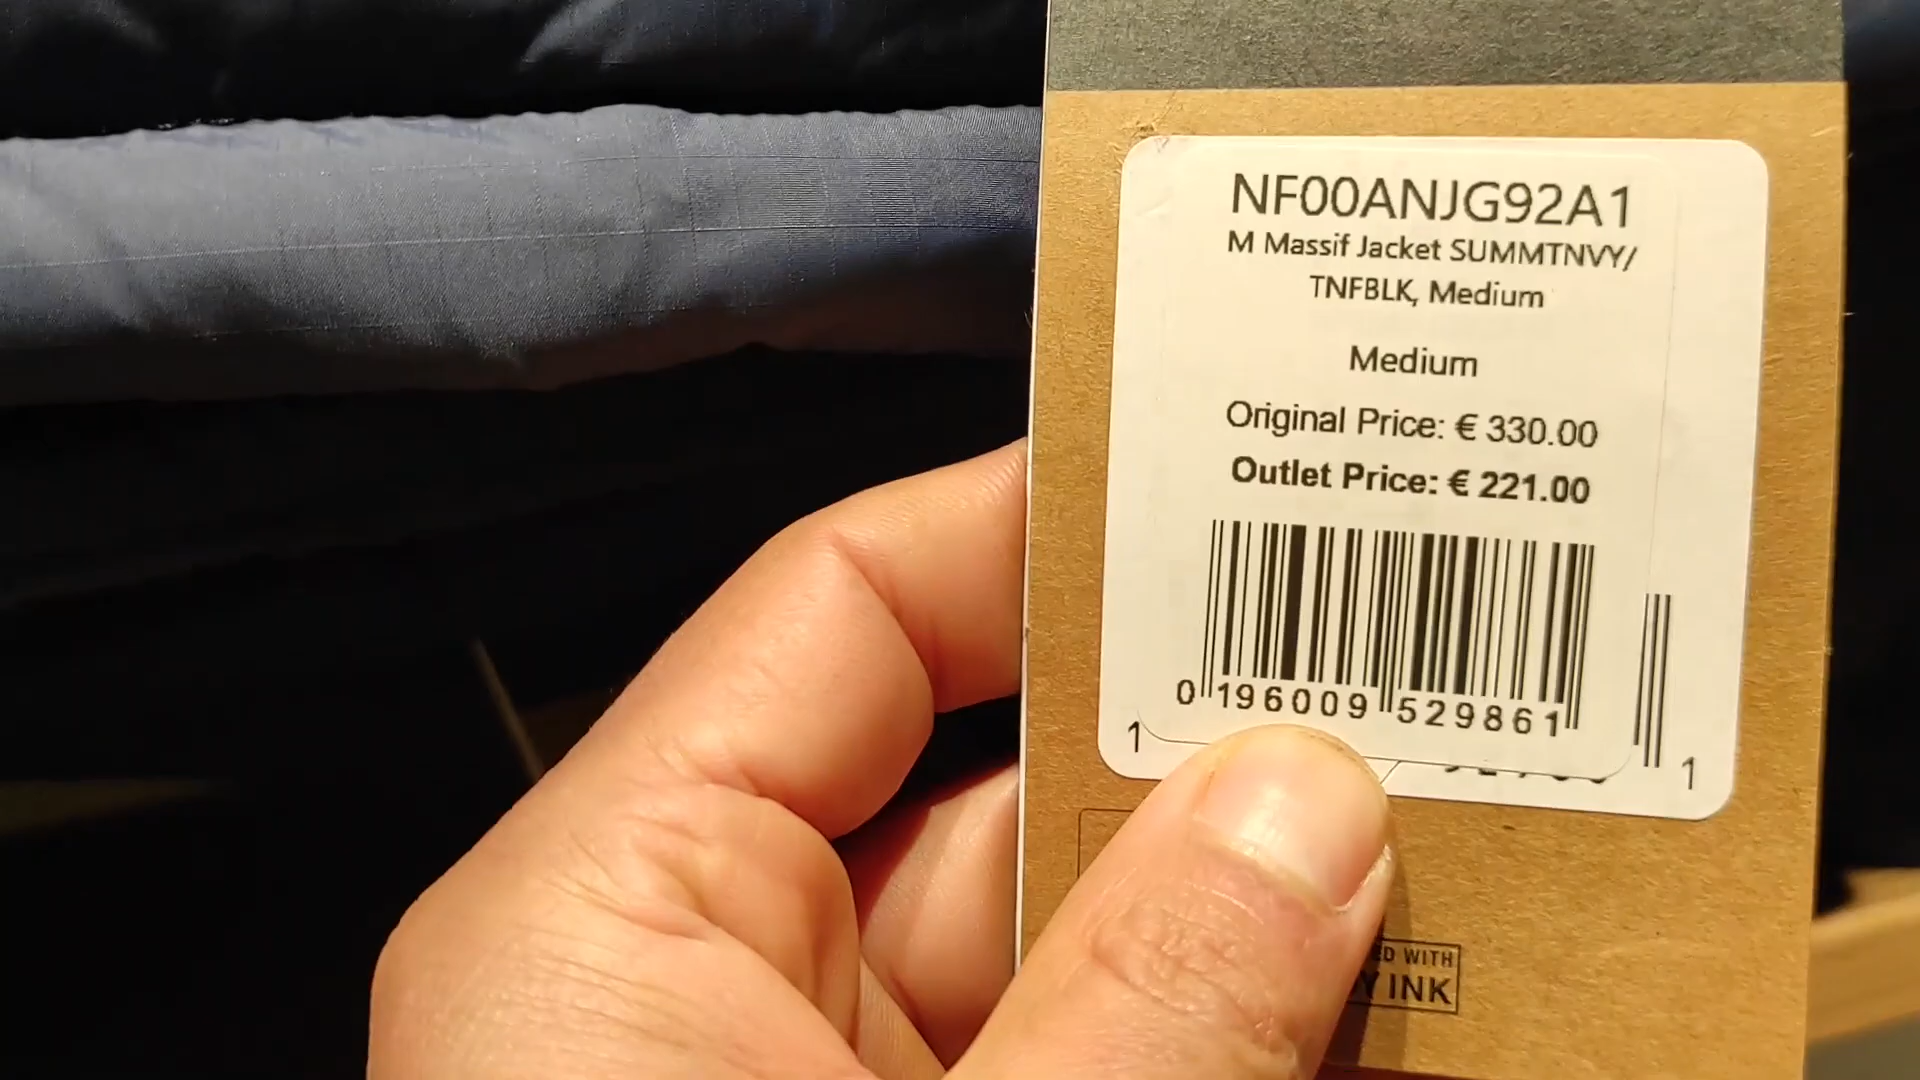 NF00ANJG92A1
M Massif Jacket SUMMTNVY/
TNFBLK, Medium
Medium
Original Price: € 330.00
Outlet Price: € 221.00
0 196009 529861
1
1
WITH
INK